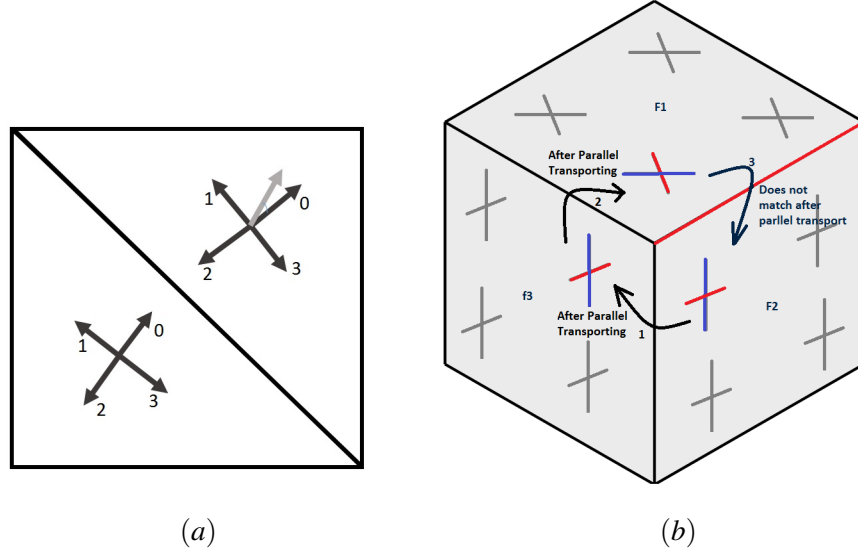 0
1
2
3
0
1
2
3
(a)
F1
After Parallel
Transporting
2
3
Does not
match after
parllel transport
f3
F2
After Parallel
Transporting
1
(b)